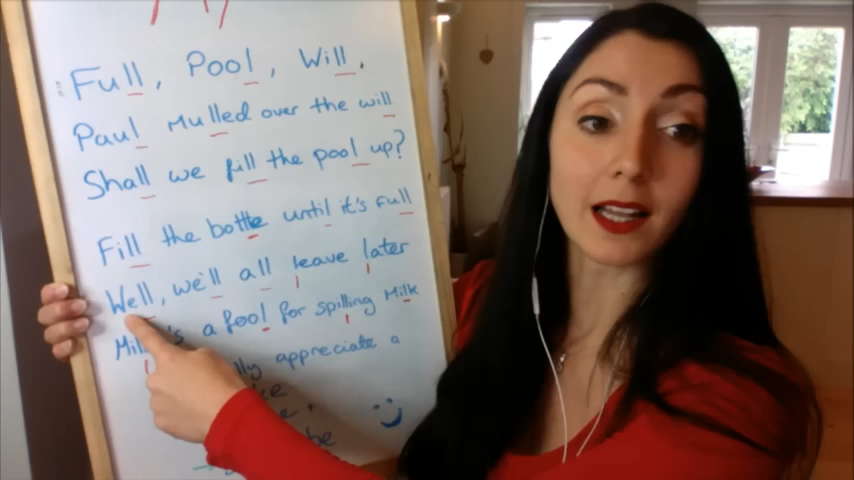 Full, Pool, Will.
Paul Mulled over the will
Shall we fill the pool up?
Fill the bottle until it's full
Well, we'll all leave later
a fool for spilling Milk
appreciate a
be